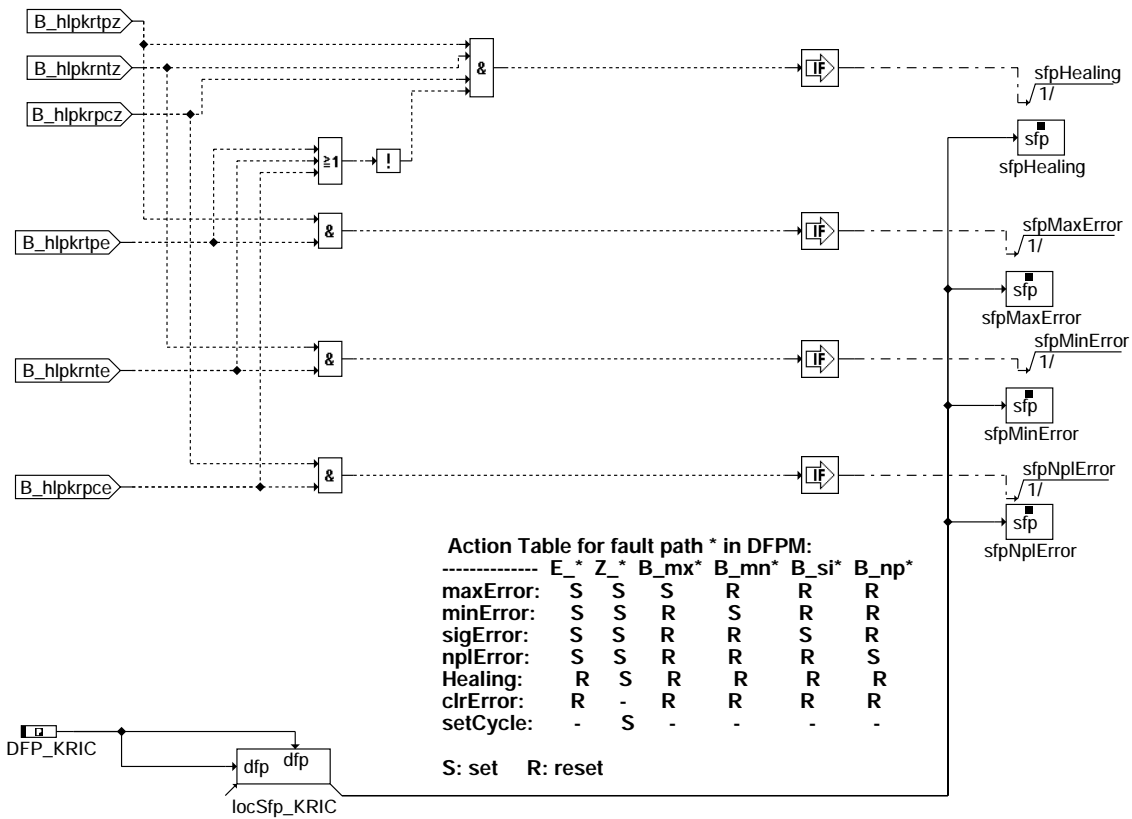 B_hlpkrtpz
B_hlpkrntz
B_hlpkrpcz
&
IF
sfpHealing
1/
sfp
sfpHealing
≥1
!
B_hlpkrtpe
&
IF
sfpMaxError
1/
sfp
sfpMaxError
B_hlpkrnte
&
IF
sfpMinError
1/
sfp
sfpMinError
B_hlpkrpce
&
IF
sfpNplError
1/
sfp
sfpNplError
Action Table for fault path * in DFPM:
-------------- E_* Z_* B_mx* B_mn* B_si* B_np*
maxError: S S S R R R
minError: S S R S R R
sigError: S S R R S R
nplError: S S R R R S
Healing: R S R R R R
clrError: R - R R R R
setCycle: - S - - - -
S: set R: reset
DFP_KRIC
dfp dfp
locSfp_KRIC